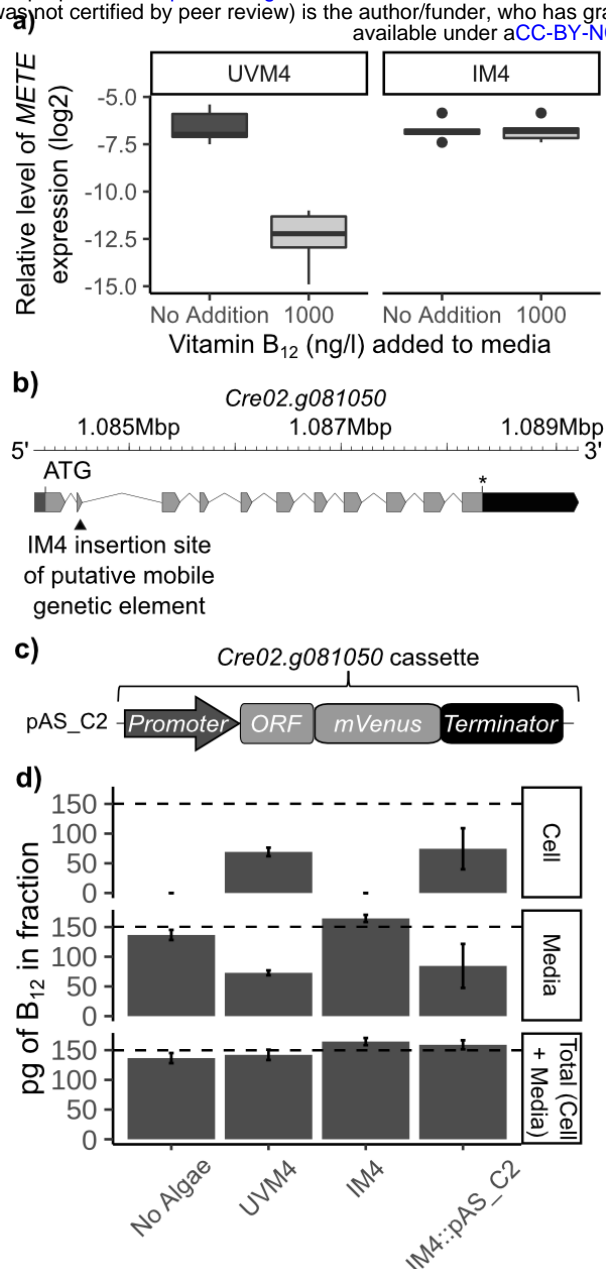 was not certified by peer review) is the author/funder, who has gra
available under aCC-BY-NC
a)
UVM4 IM4
Relative level of METE
expression (log2)
-5.0
-7.5
-10.0
-12.5
-15.0
No Addition 1000 No Addition 1000
Vitamin B12 (ng/l) added to media
b)
Cre02.g081050
1.085Mbp 1.087Mbp 1.089Mbp
5' 3'
ATG *
IM4 insertion site
of putative mobile
genetic element
c)
Cre02.g081050 cassette
pAS_C2 Promoter ORF mVenus Terminator
d)
pg of B12 in fraction
150
100
50
0
Cell
150
100
50
0
Media
150
100
50
0
Total (Cell
+ Media)
No Algae UVM4 IM4 IM4::pAS_C2